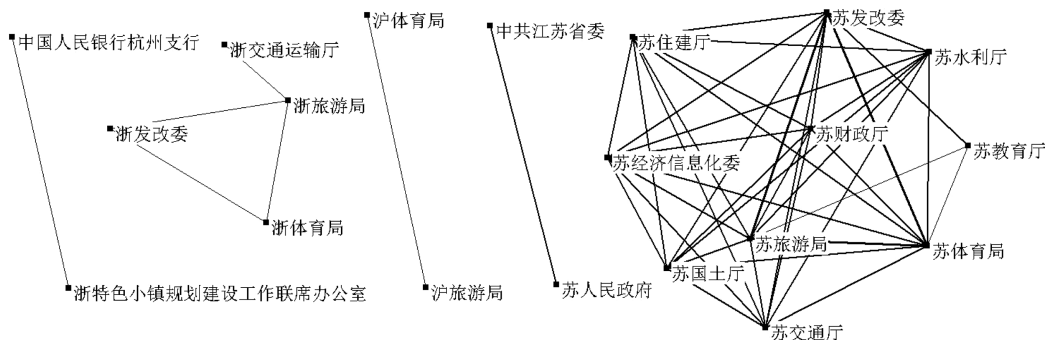 中国人民银行杭州支行
浙交通运输厅
浙旅游局
浙发改委
浙体育局
浙特色小镇规划建设工作联席办公室
沪体育局
沪旅游局
中共江苏省委
苏人民政府
苏发改委
苏住建厅
苏水利厅
苏财政厅
苏教育厅
苏经济信息化委
苏旅游局
苏体育局
苏国土厅
苏交通厅